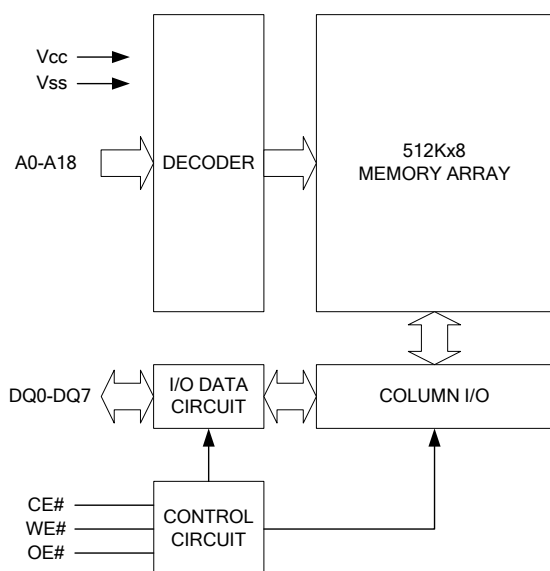 Vcc
Vss
A0-A18
DECODER
512Kx8
MEMORY ARRAY
DQ0-DQ7
I/O DATA
CIRCUIT
COLUMN I/O
CE#
WE#
OE#
CONTROL
CIRCUIT